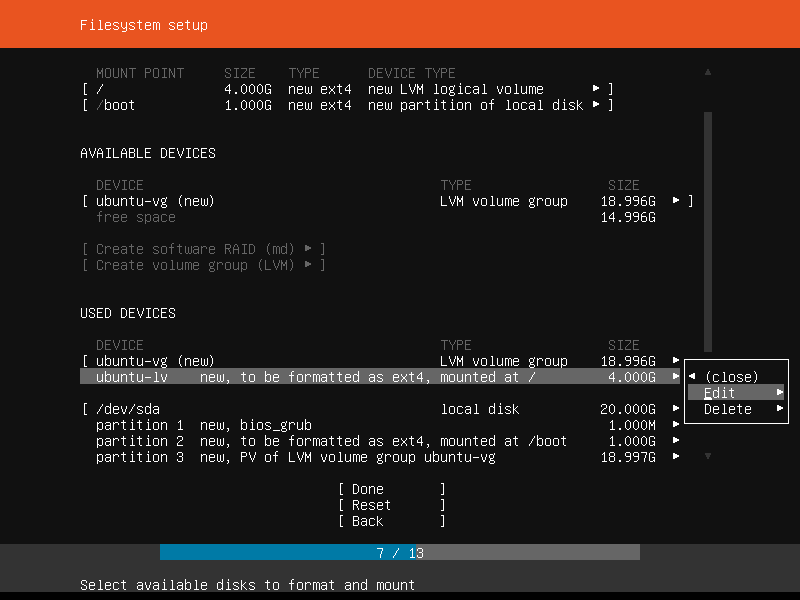 Filesystem setup
MOUNT POINT SIZE TYPE DEVICE TYPE
[ / 4.000G new ext4 new LVM logical volume ▸ ]
[ /boot 1.000G new ext4 new partition of local disk ▸ ]
AVAILABLE DEVICES
DEVICE TYPE SIZE
[ ubuntu-vg (new) LVM volume group 18.996G ▸ ]
free space 14.996G
[ Create software RAID (md) ▸ ]
[ Create volume group (LVM) ▸ ]
USED DEVICES
DEVICE TYPE SIZE
[ ubuntu-vg (new) LVM volume group 18.996G ▸
ubuntu-lv new, to be formatted as ext4, mounted at / 4.000G ▸
◂ (close)
Edit ▸
Delete ▸
[ /dev/sda local disk 20.000G ▸
partition 1 new, bios_grub 1.000M ▸
partition 2 new, to be formatted as ext4, mounted at /boot 1.000G ▸
partition 3 new, PV of LVM volume group ubuntu-vg 18.997G ▸
[ Done ]
[ Reset ]
[ Back ]
7 / 13
Select available disks to format and mount